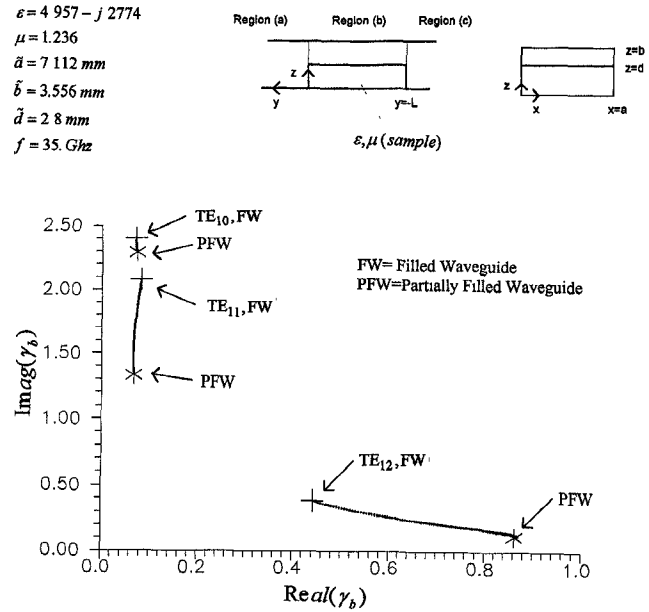 ε=4 957−j 2774
μ=1.236
ã=7 112 mm
b̃=3.556 mm
d̃=2 8 mm
f=35. Ghz
Region (a) Region (b) Region (c)
z
y
y=-L
ε,μ(sample)
z=b
z=d
z
x
x=a
2.50
2.00
1.50
1.00
0.50
0.00
Imag(γb)
TE10,FW
PFW
TE11,FW
PFW
FW= Filled Waveguide
PFW=Partially Filled Waveguide
TE12,FW
PFW
0.0 0.2 0.4 0.6 0.8 1.0
Real(γb)